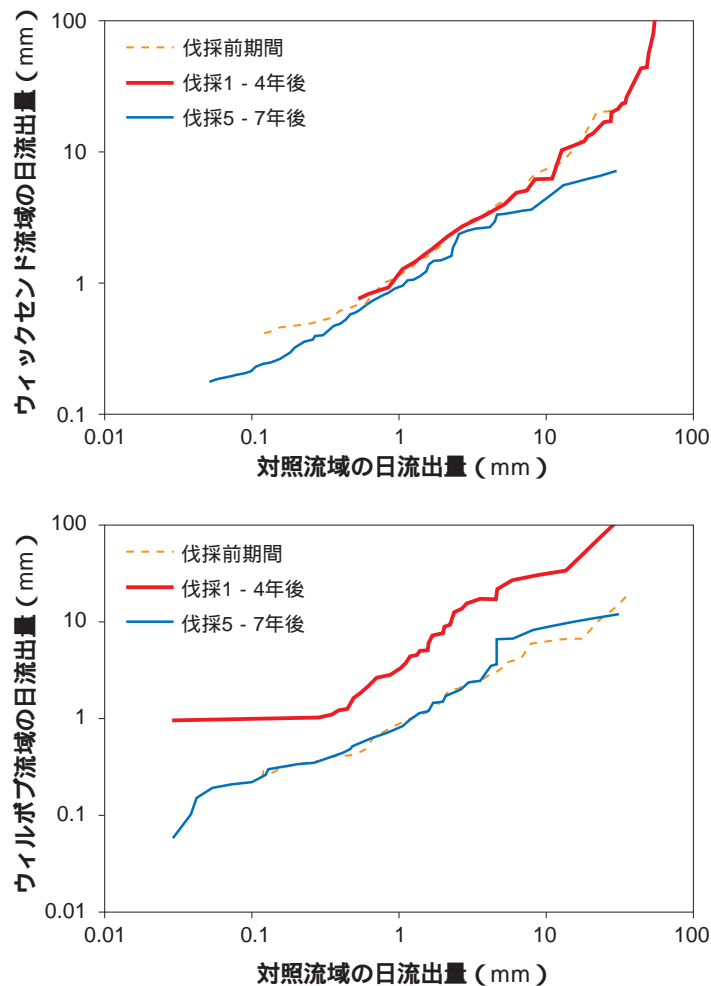 ウィックセンド流域の日流出量（mm）
100
10
1
0.1
伐採前期間
伐採1 - 4年後
伐採5 - 7年後
0.01
0.1
1
10
100
対照流域の日流出量（mm）
ウィルボブ流域の日流出量（mm）
100
10
1
0.1
0.01
伐採前期間
伐採1 - 4年後
伐採5 - 7年後
0.01
0.1
1
10
100
対照流域の日流出量（mm）